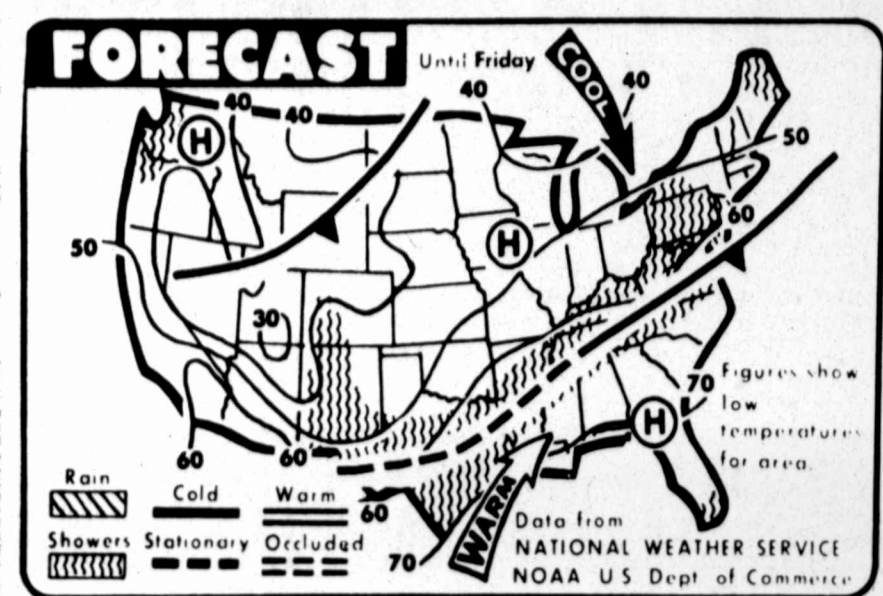 FORECAST
Until Friday
COOL
40
40
40
40
H
50
50
60
H
30
70
H
Figures show
low
temperatures
for area.
60
60
60
70
WARM
Rain
Cold
Warm
Showers
Stationary
Occluded
Data from
NATIONAL WEATHER SERVICE
NOAA U S Dept of Commerce